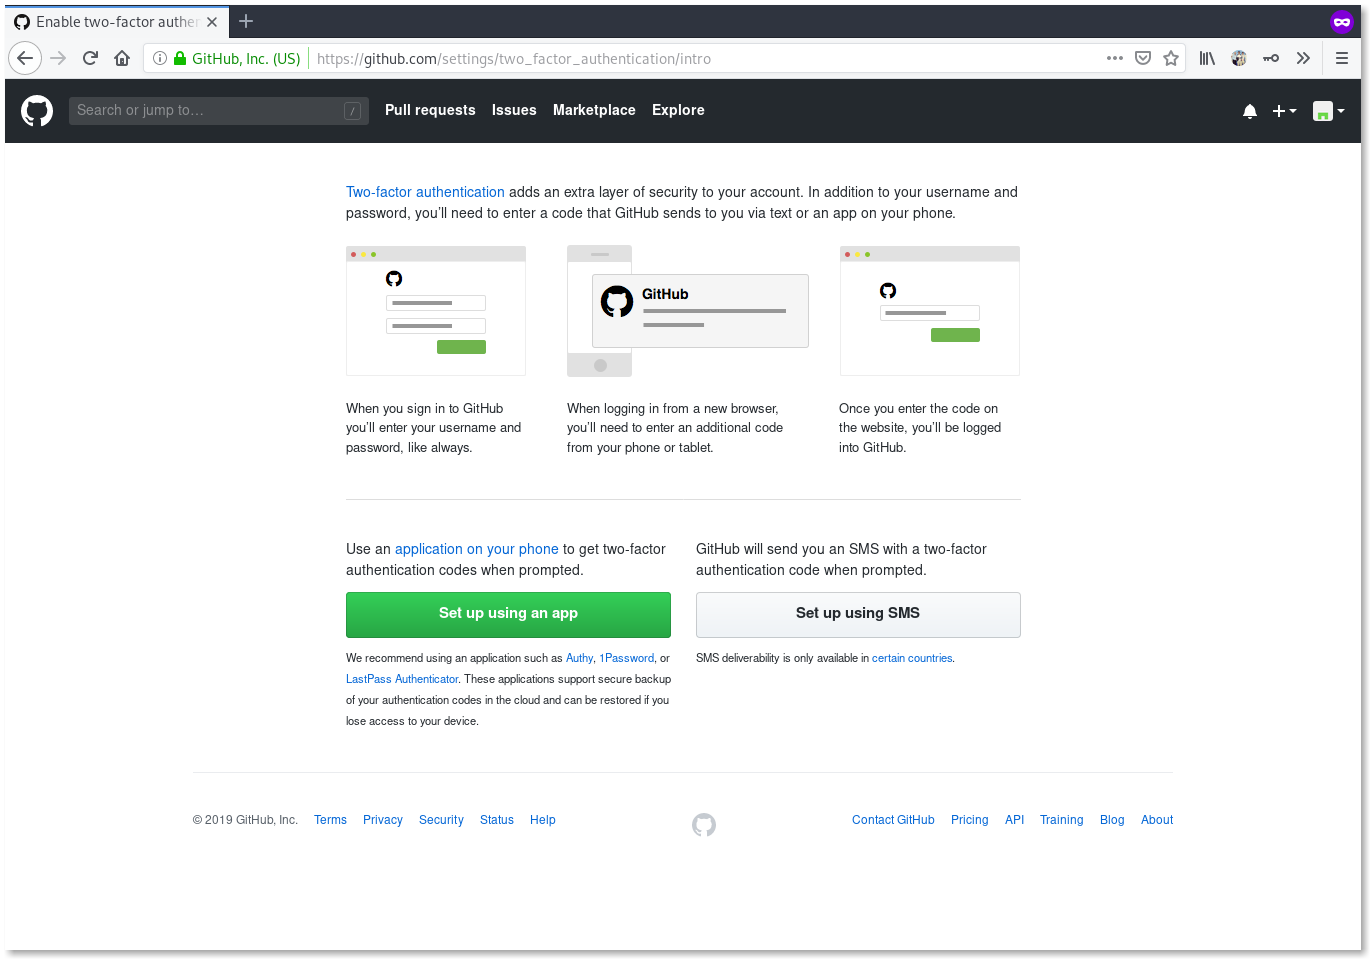 Enable two-factor authen
GitHub, Inc. (US)
https://github.com/settings/two_factor_authentication/intro
Search or jump to…
/
Pull requests
Issues
Marketplace
Explore
Two-factor authentication adds an extra layer of security to your account. In addition to your username and
password, you’ll need to enter a code that GitHub sends to you via text or an app on your phone.
GitHub
When you sign in to GitHub
you’ll enter your username and
password, like always.
When logging in from a new browser,
you’ll need to enter an additional code
from your phone or tablet.
Once you enter the code on
the website, you’ll be logged
into GitHub.
Use an application on your phone to get two-factor
authentication codes when prompted.
Set up using an app
We recommend using an application such as Authy, 1Password, or
LastPass Authenticator. These applications support secure backup
of your authentication codes in the cloud and can be restored if you
lose access to your device.
GitHub will send you an SMS with a two-factor
authentication code when prompted.
Set up using SMS
SMS deliverability is only available in certain countries.
© 2019 GitHub, Inc.
Terms
Privacy
Security
Status
Help
Contact GitHub
Pricing
API
Training
Blog
About